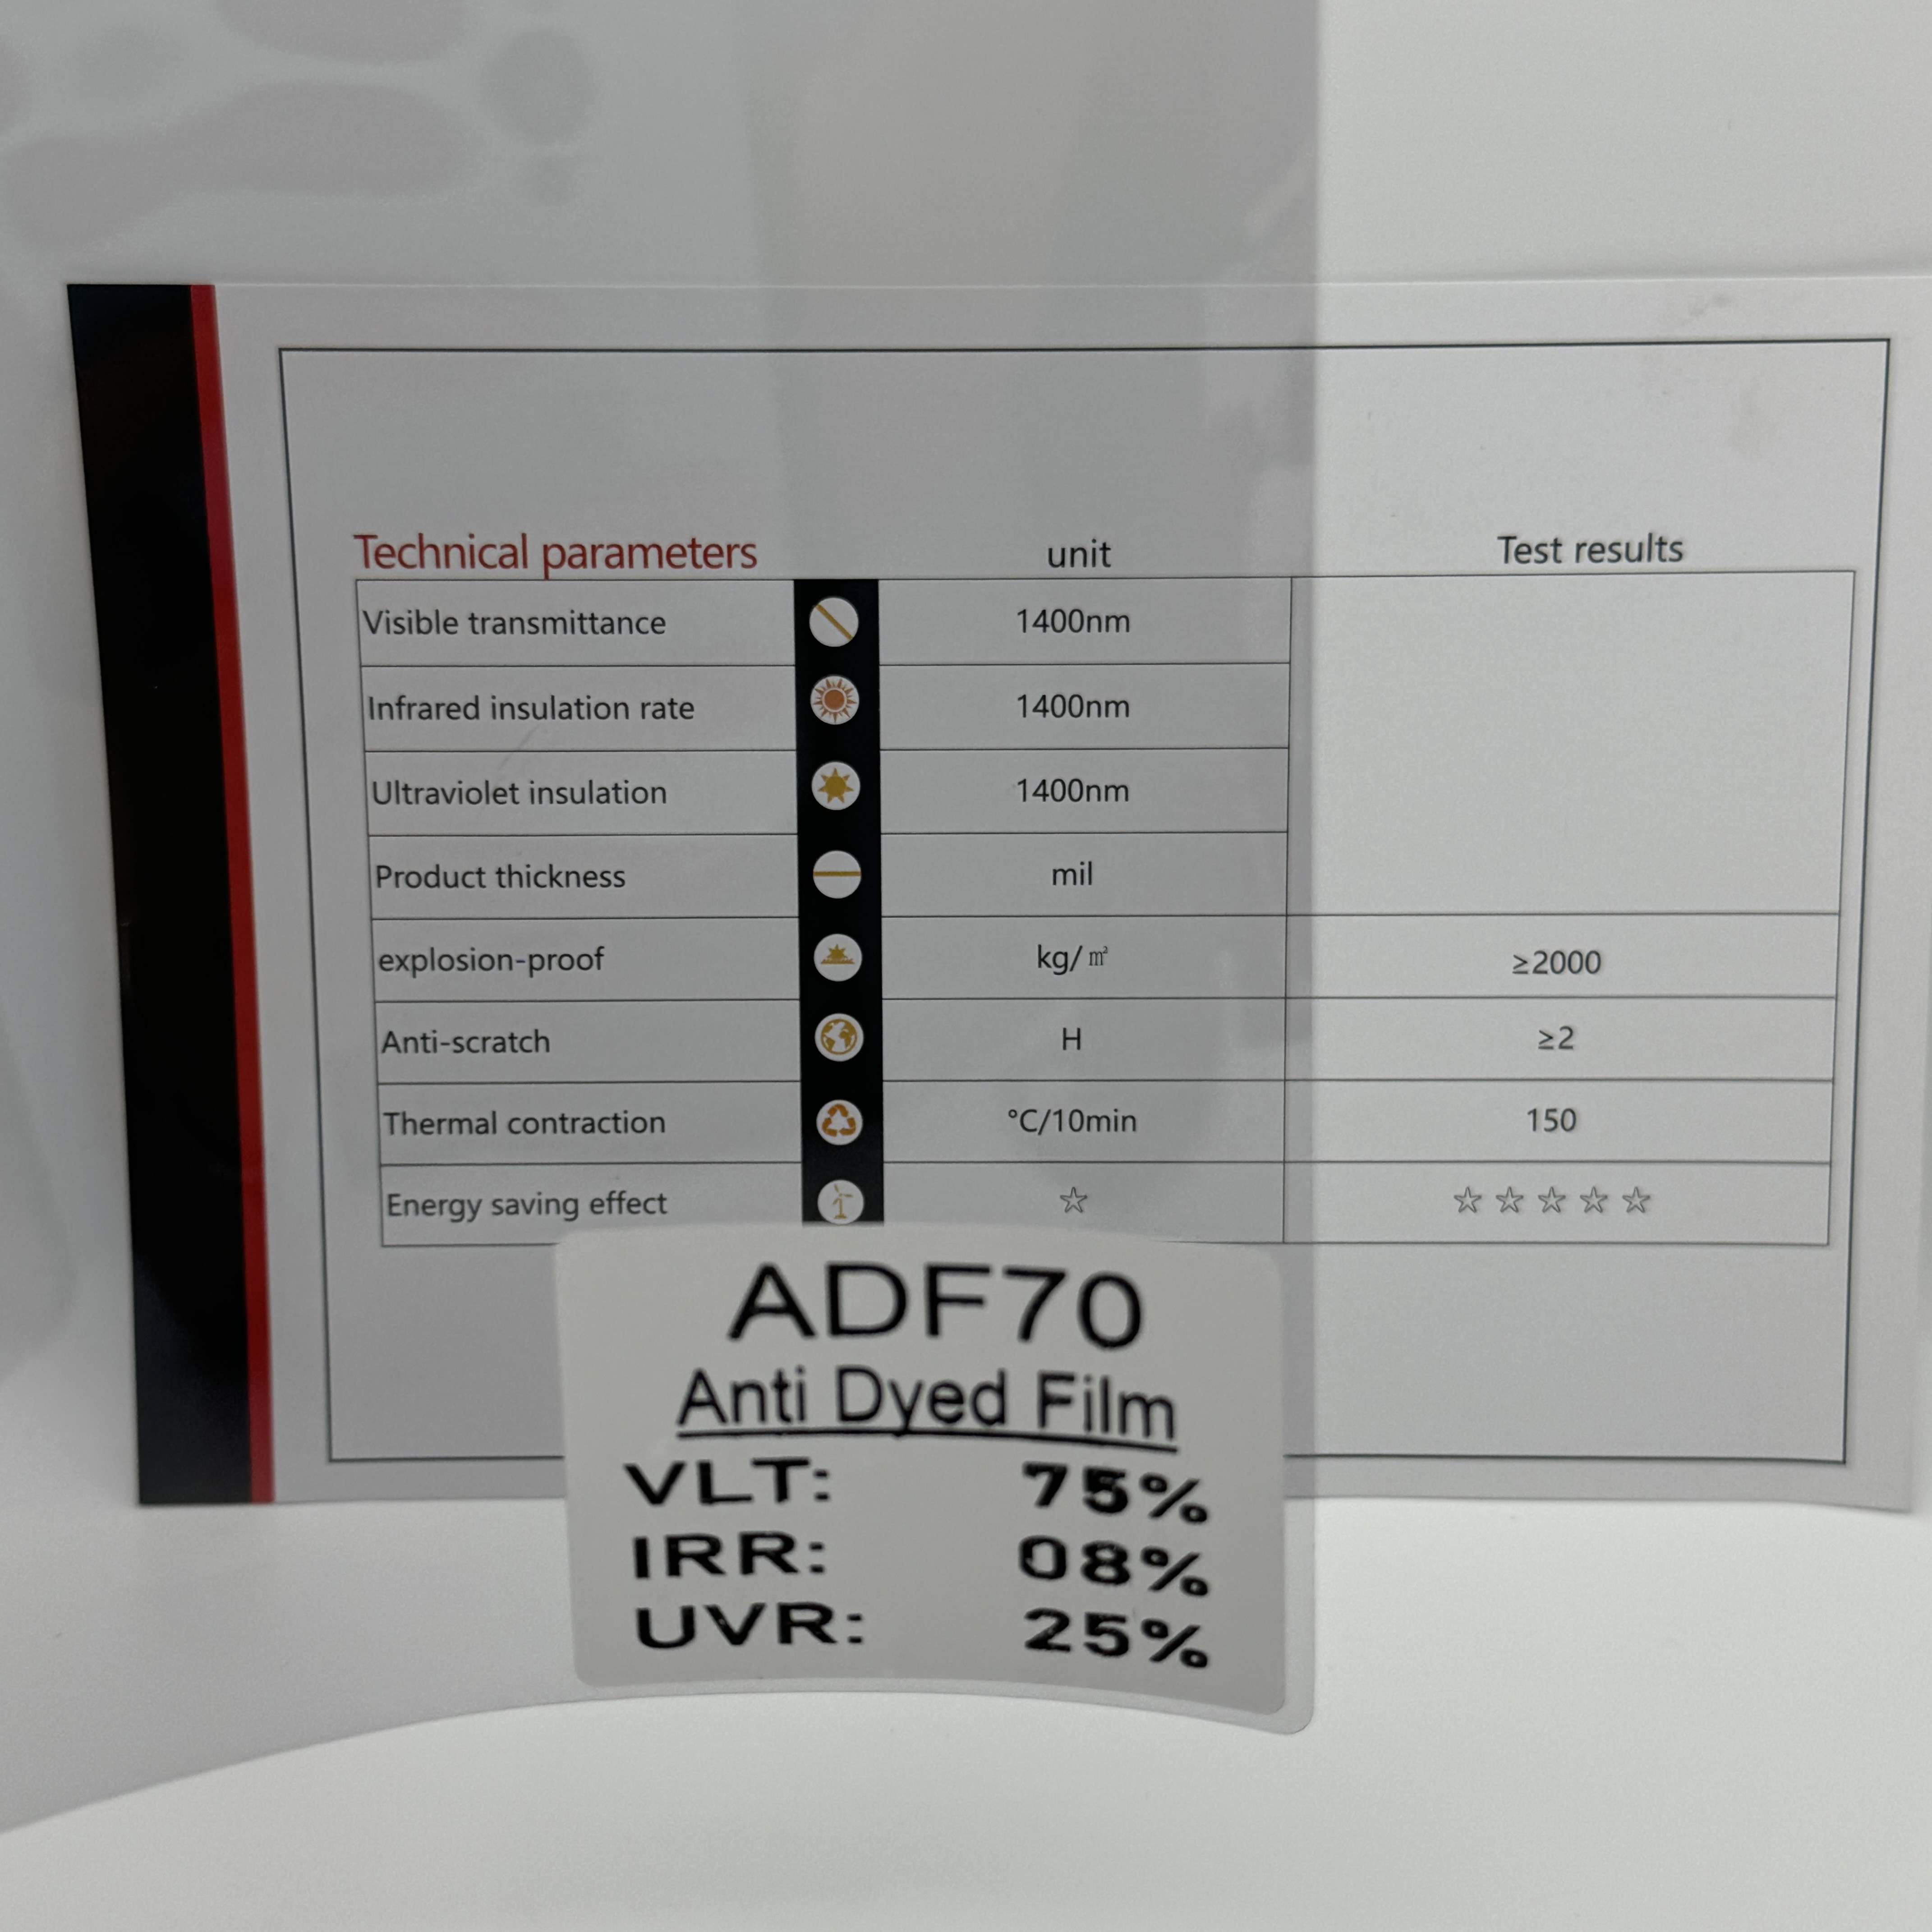 Technical parameters unit Test results
Visible transmittance 1400nm
Infrared insulation rate 1400nm
Ultraviolet insulation 1400nm
Product thickness mil
explosion-proof kg/㎡ ≥2000
Anti-scratch H ≥2
Thermal contraction °C/10min 150
Energy saving effect ☆ ☆☆☆☆☆
ADF70
Anti Dyed Film
VLT: 75%
IRR: 08%
UVR: 25%